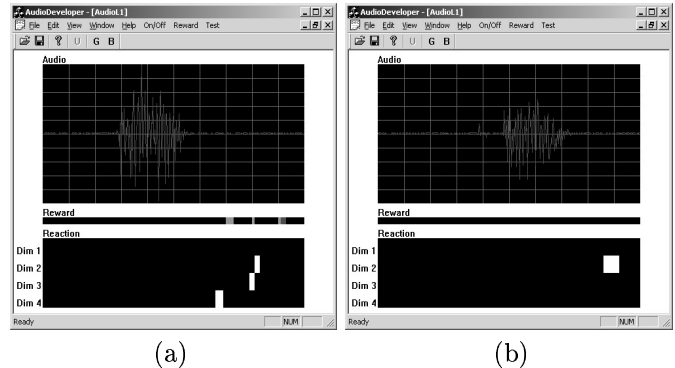 AudioDeveloper - [AudioL1]
File Edit View Window Help On/Off Reward Test
U G B
Audio
Reward
Reaction
Dim 1
Dim 2
Dim 3
Dim 4
Ready NUM
(a)
AudioDeveloper - [AudioL1]
File Edit View Window Help On/Off Reward Test
U G B
Audio
Reward
Reaction
Dim 1
Dim 2
Dim 3
Dim 4
Ready NUM
(b)